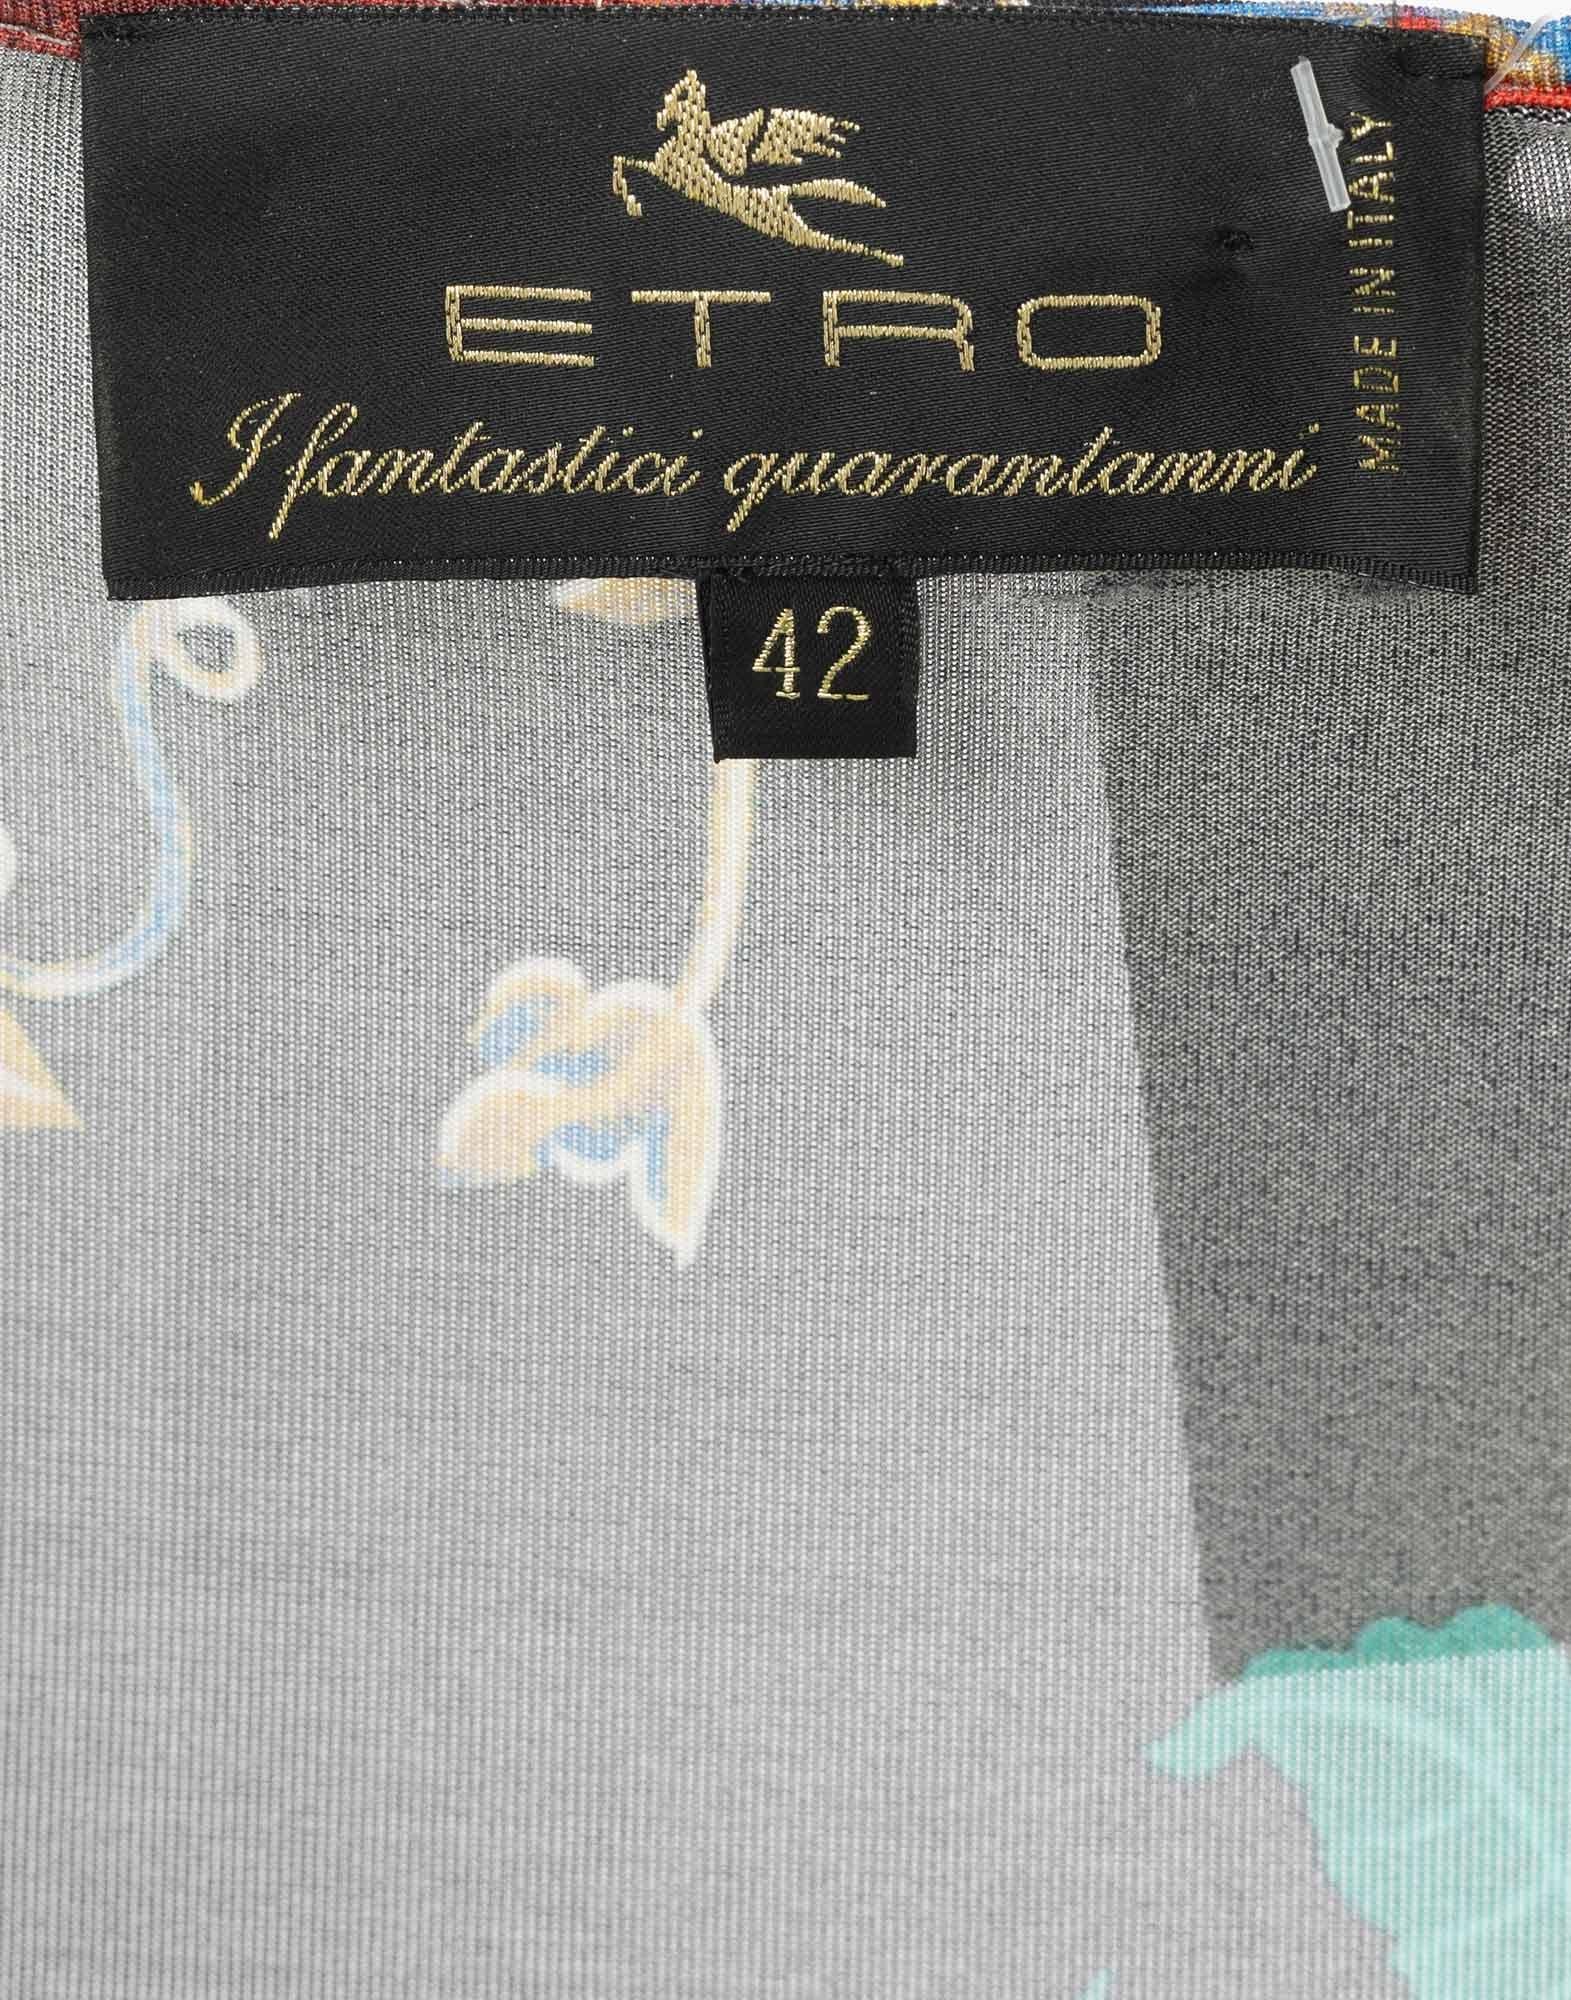 ETRO
I fantastici quarantanni
MADE IN ITALY
42